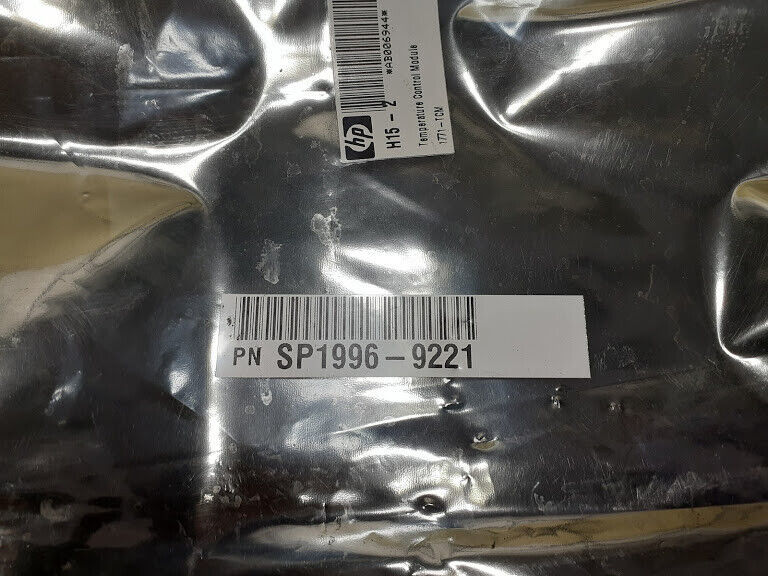 *AB006944*
hp
H15 - 2
Temperature Control Module
1771-TCM
PN SP1996-9221